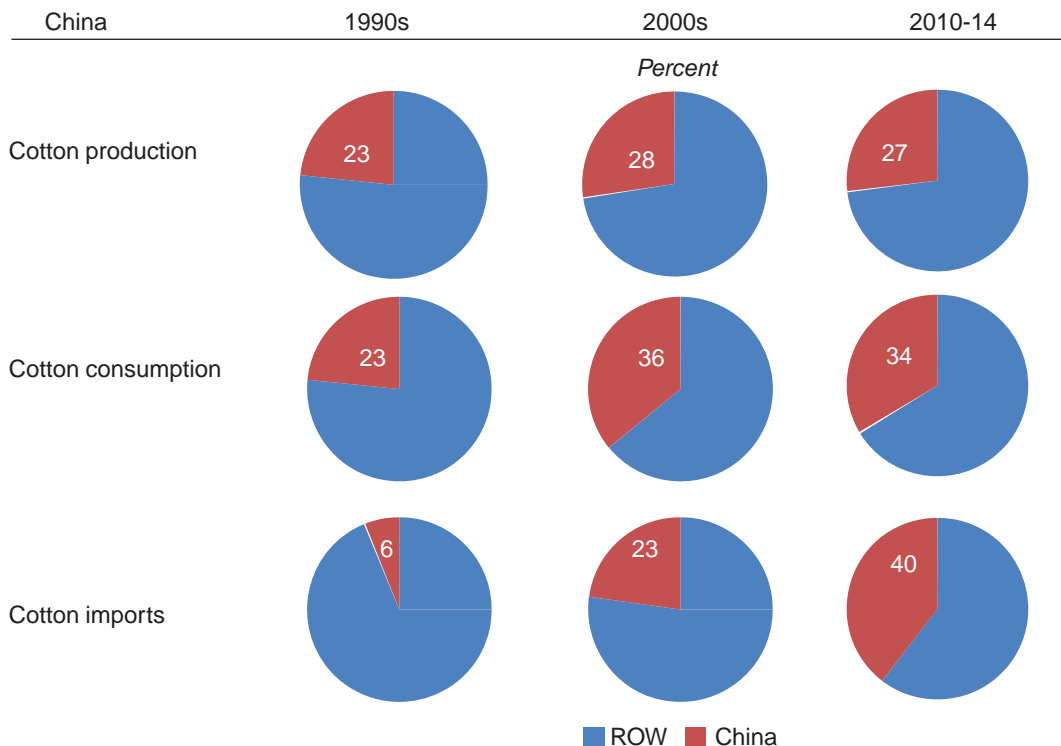 China 1990s 2000s 2010-14
Percent
Cotton production 23 28 27
Cotton consumption 23 36 34
Cotton imports 6 23 40
ROW China